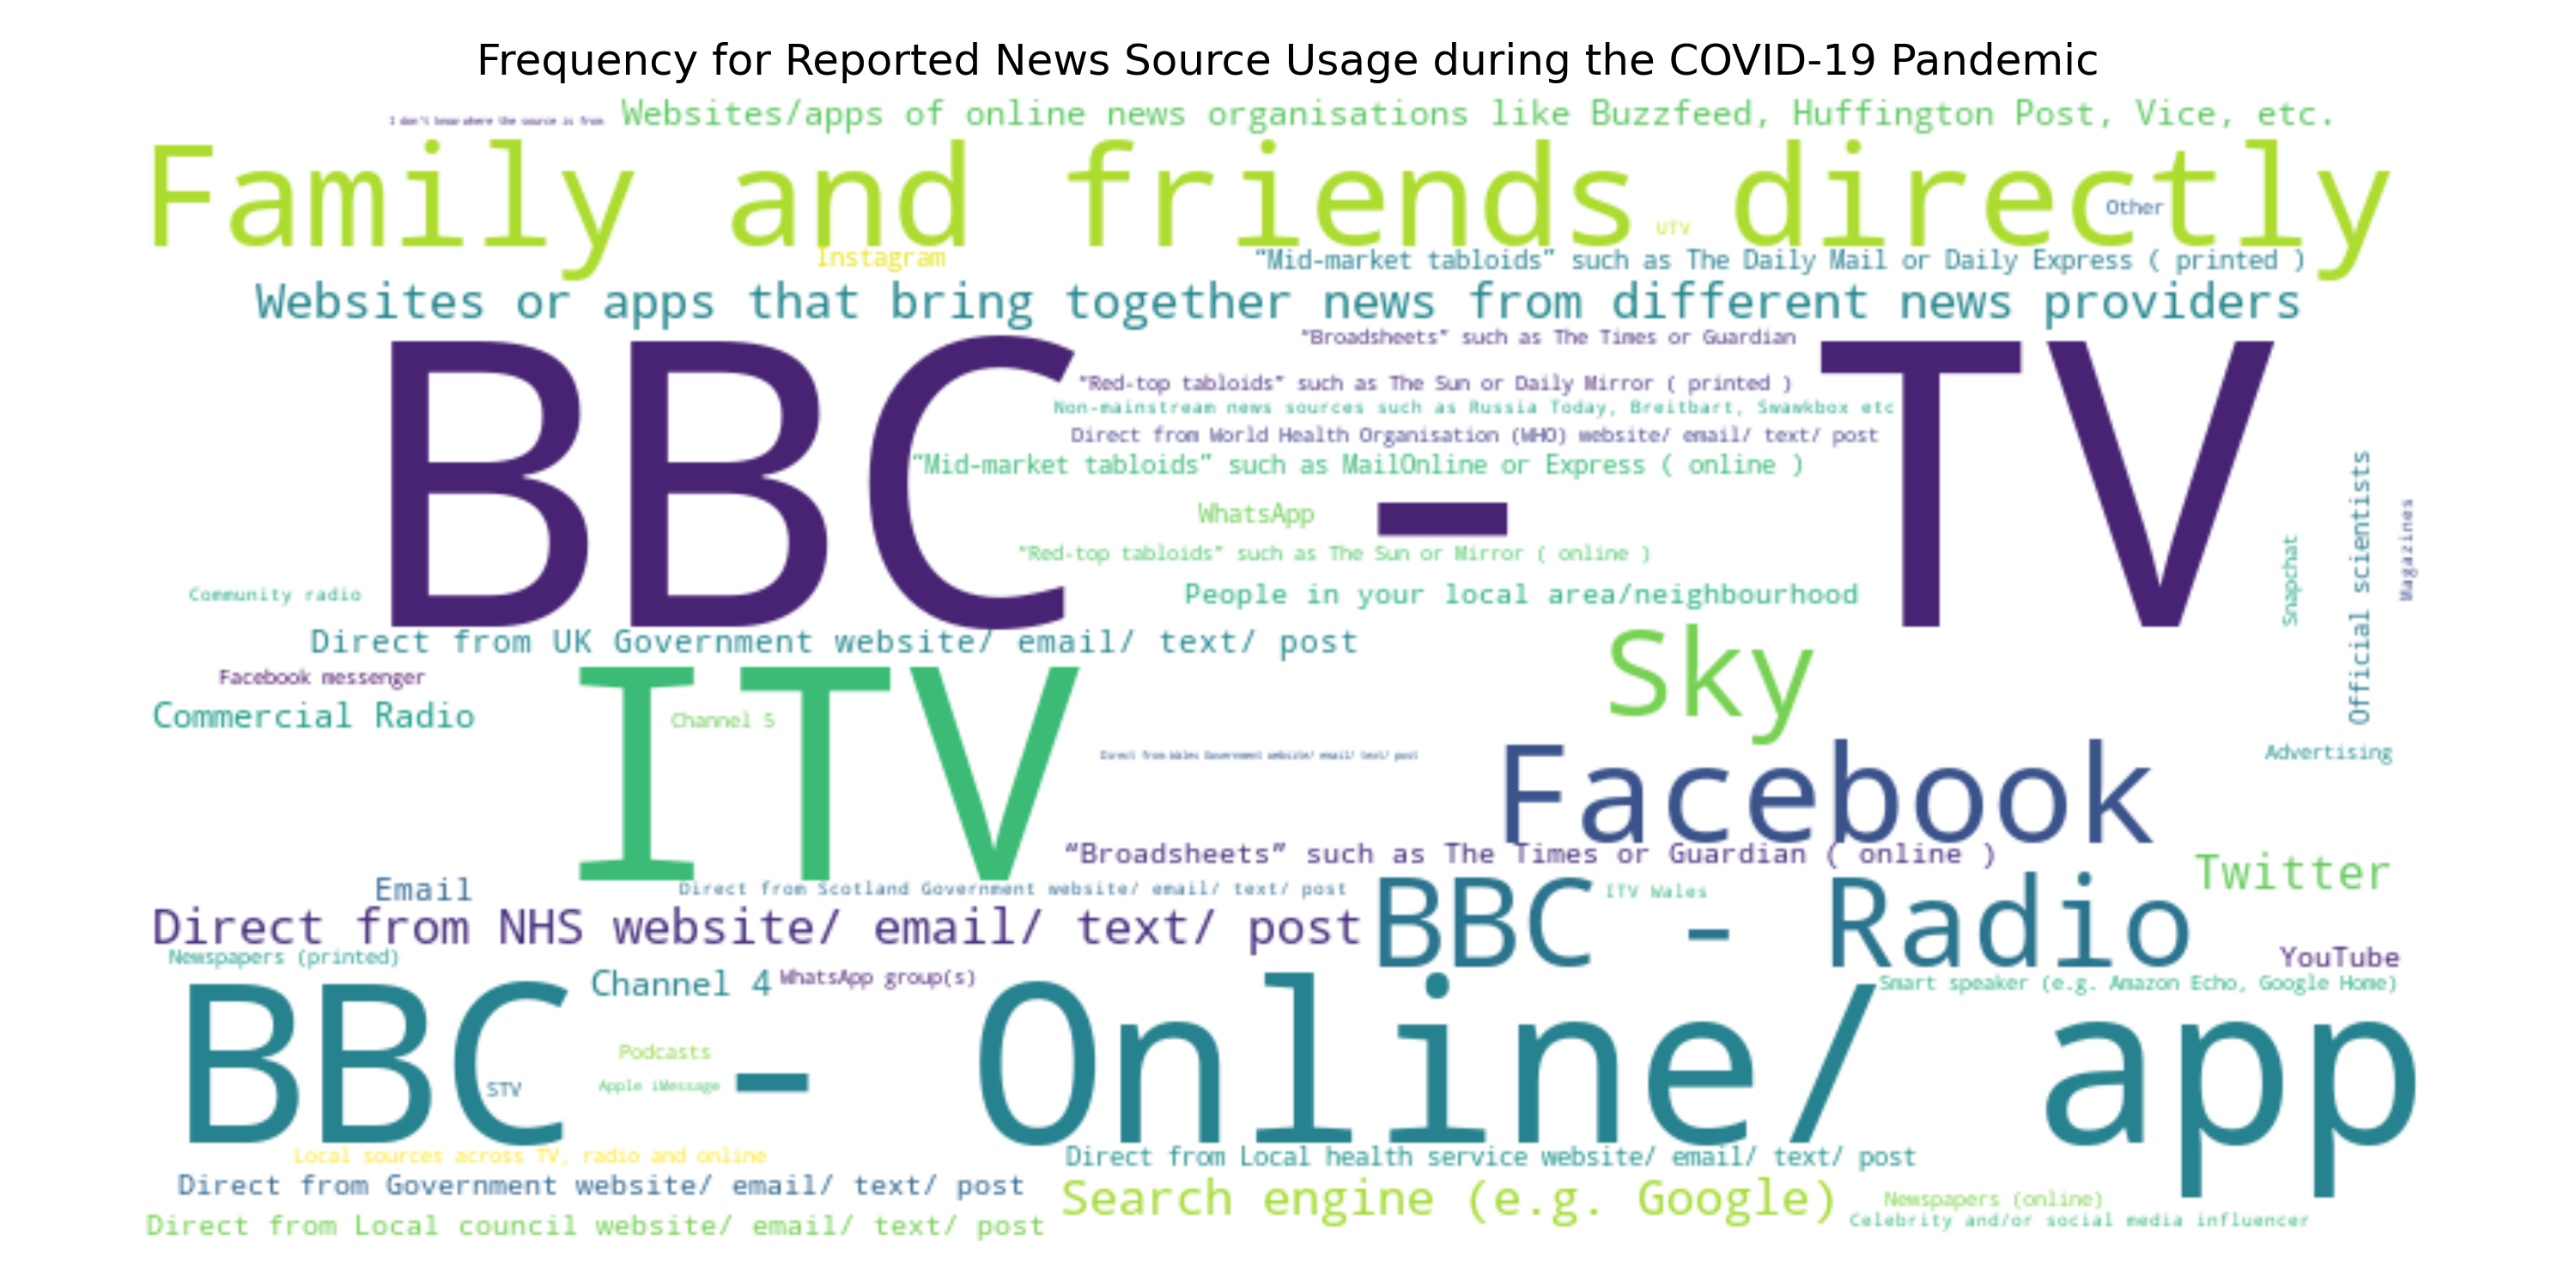 Frequency for Reported News Source Usage during the COVID-19 Pandemic
I don't know where the source is from
Websites/apps of online news organisations like Buzzfeed, Huffington Post, Vice, etc.
Family and friends directly
Other
UTV
Instagram
“Mid-market tabloids” such as The Daily Mail or Daily Express ( printed )
Websites or apps that bring together news from different news providers
“Broadsheets” such as The Times or Guardian
BBC - TV
“Red-top tabloids” such as The Sun or Daily Mirror ( printed )
Non-mainstream news sources such as Russia Today, Breitbart, Swawkbox etc
Direct from World Health Organisation (WHO) website/ email/ text/ post
“Mid-market tabloids” such as MailOnline or Express ( online )
WhatsApp
“Red-top tabloids” such as The Sun or Mirror ( online )
Community radio
People in your local area/neighbourhood
Snapchat
Official scientists
Magazines
Direct from UK Government website/ email/ text/ post
Sky
Facebook messenger
Commercial Radio
ITV
Channel 5
Direct from Wales Government website/ email/ text/ post
Advertising
Facebook
“Broadsheets” such as The Times or Guardian ( online )
Twitter
Email
Direct from Scotland Government website/ email/ text/ post
ITV Wales
Direct from NHS website/ email/ text/ post
BBC - Radio
Newspapers (printed)
YouTube
Channel 4
WhatsApp group(s)
Smart speaker (e.g. Amazon Echo, Google Home)
BBC - Online/ app
Podcasts
Apple iMessage
STV
Local sources across TV, radio and online
Direct from Local health service website/ email/ text/ post
Direct from Government website/ email/ text/ post
Search engine (e.g. Google)
Newspapers (online)
Direct from Local council website/ email/ text/ post
Celebrity and/or social media influencer